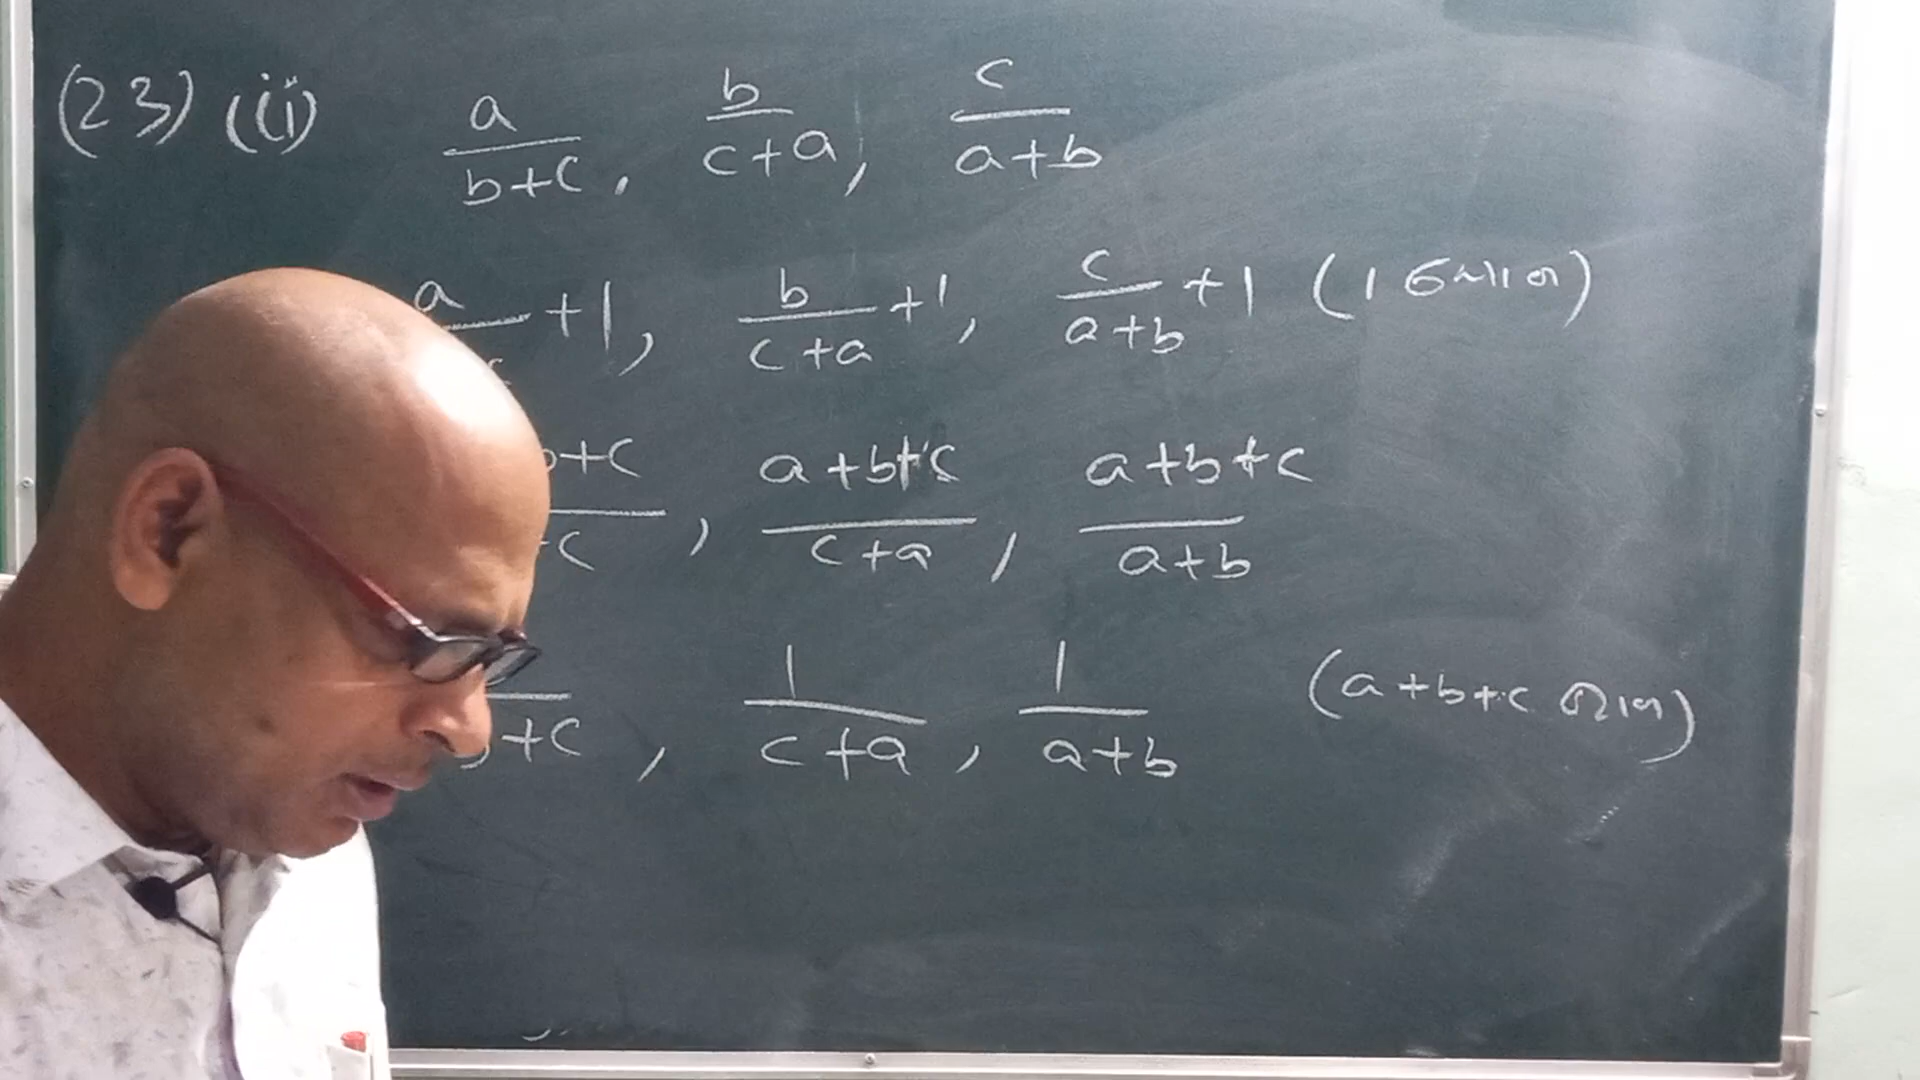 (23) (ii) a/(b+c), b/(c+a), c/(a+b)
a/ +1, b/(c+a) +1, c/(a+b) +1 (1
+c / +c, (a+b+c)/(c+a), (a+b+c)/(a+b)
+c, 1/(c+a), 1/(a+b) (a+b+c